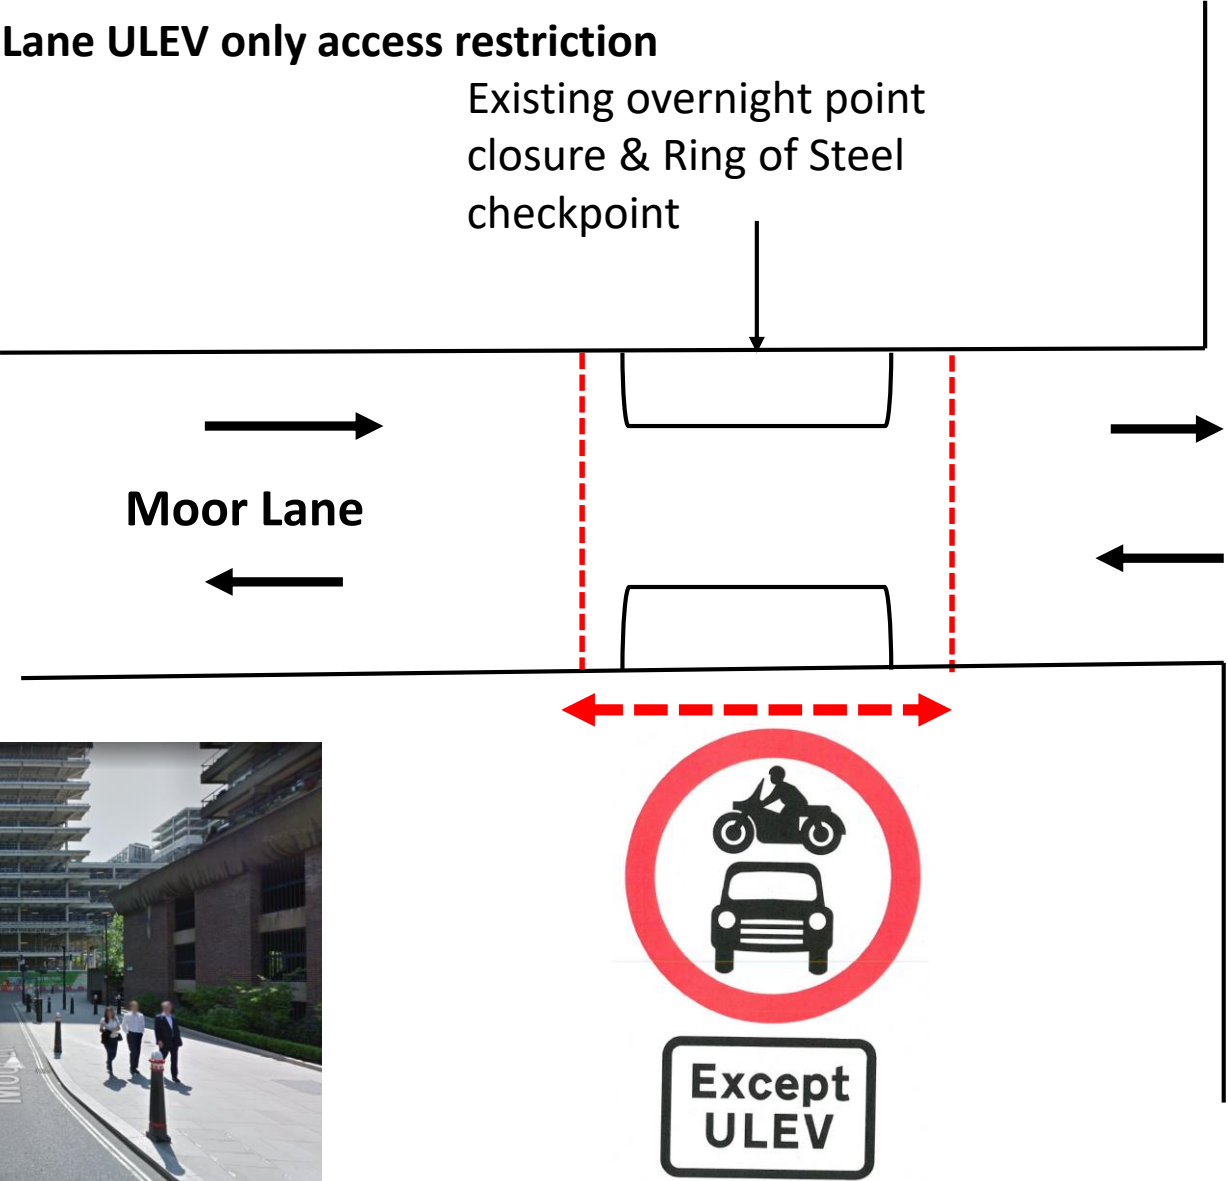 Lane ULEV only access restriction
Existing overnight point
closure & Ring of Steel
checkpoint
Moor Lane
Except
ULEV